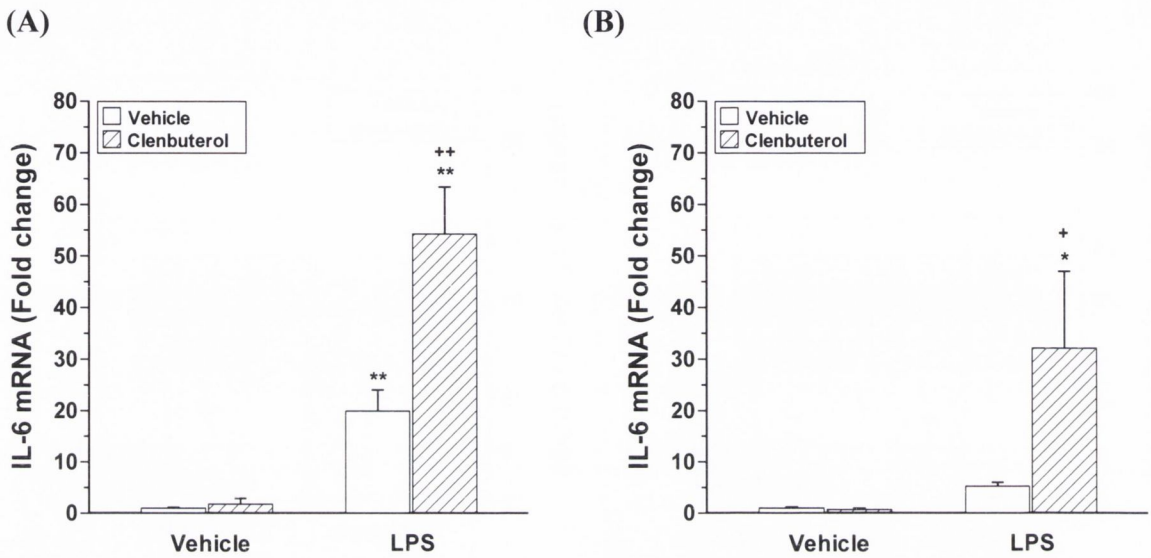 (A)
IL-6 mRNA (Fold change)
80
70
60
50
40
30
20
10
0
Vehicle
Clenbuterol
**
++
**
Vehicle
LPS
(B)
IL-6 mRNA (Fold change)
80
70
60
50
40
30
20
10
0
Vehicle
Clenbuterol
+
*
Vehicle
LPS